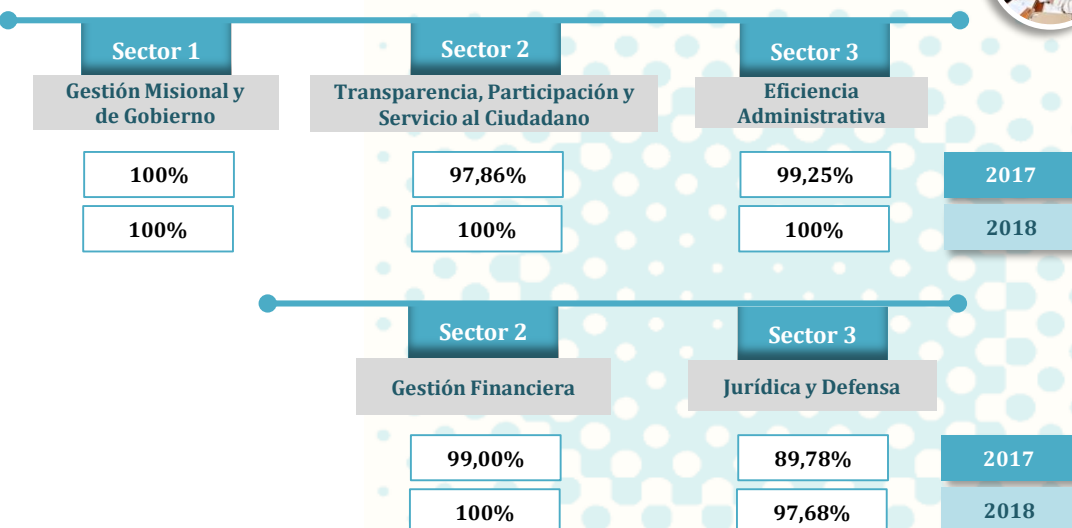 Sector 1
Sector 2
Sector 3
Gestión Misional y
de Gobierno
Transparencia, Participación y
Servicio al Ciudadano
Eficiencia
Administrativa
100%
97,86%
99,25%
2017
100%
100%
100%
2018
Sector 2
Sector 3
Gestión Financiera
Jurídica y Defensa
99,00%
89,78%
2017
100%
97,68%
2018